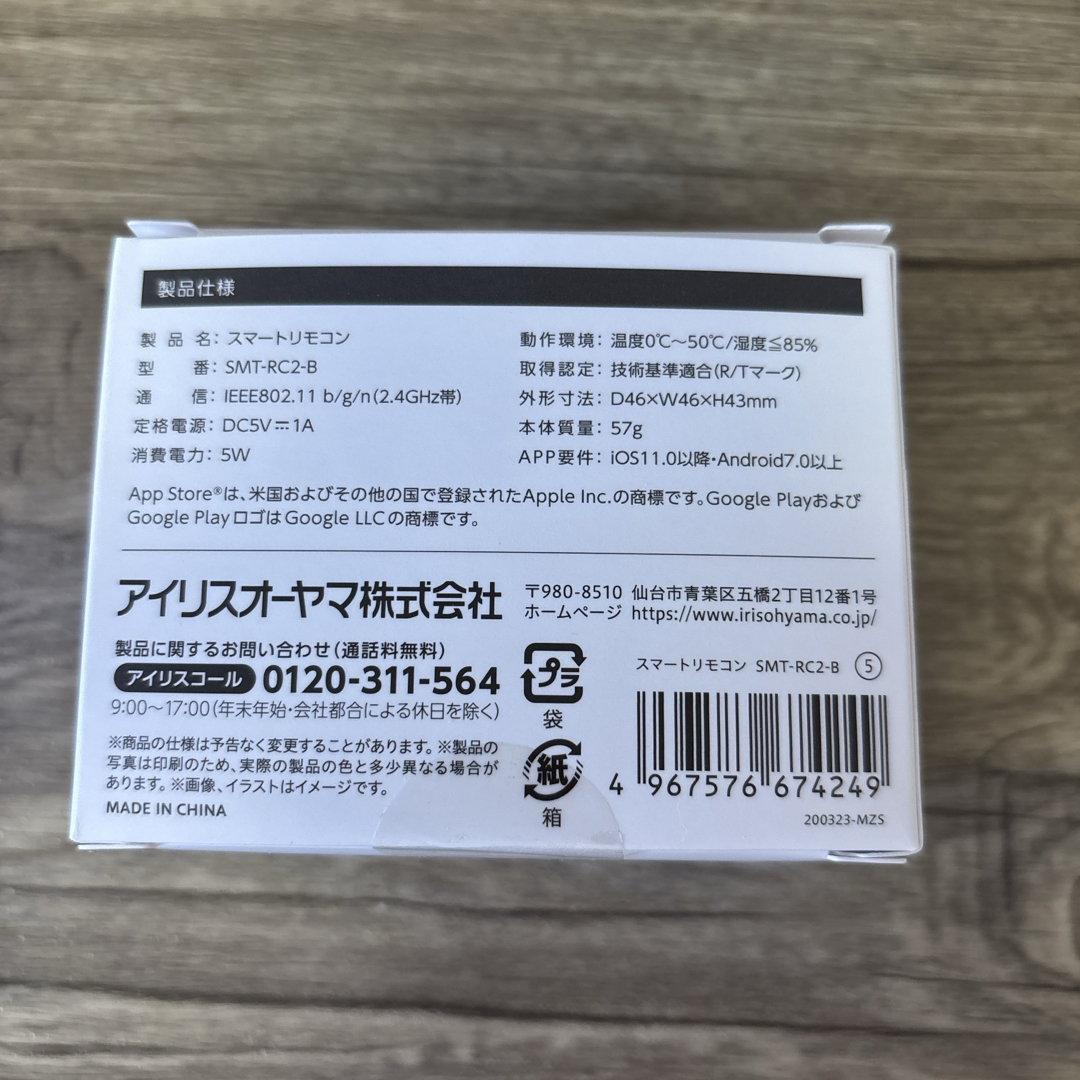 製品仕様
製品名：スマートリモコン
型番：SMT-RC2-B
通信：IEEE802.11 b/g/n（2.4GHz帯）
定格電源：DC5V⎓1A
消費電力：5W
動作環境：温度0℃～50℃/湿度≦85%
取得認定：技術基準適合（R/Tマーク）
外形寸法：D46×W46×H43mm
本体質量：57g
APP要件：iOS11.0以降・Android7.0以上
App Store®は、米国およびその他の国で登録されたApple Inc.の商標です。Google Playおよび
Google PlayロゴはGoogle LLCの商標です。
アイリスオーヤマ株式会社
〒980-8510 仙台市青葉区五橋2丁目12番1号
ホームページ https://www.irisohyama.co.jp/
製品に関するお問い合わせ（通話料無料）
アイリスコール 0120-311-564
9:00～17:00（年末年始・会社都合による休日を除く）
※商品の仕様は予告なく変更することがあります。※製品の
写真は印刷のため、実際の製品の色と多少異なる場合が
あります。※画像、イラストはイメージです。
MADE IN CHINA
プラ
袋
紙
箱
スマートリモコン SMT-RC2-B ⑤
4 967576 674249
200323-MZS